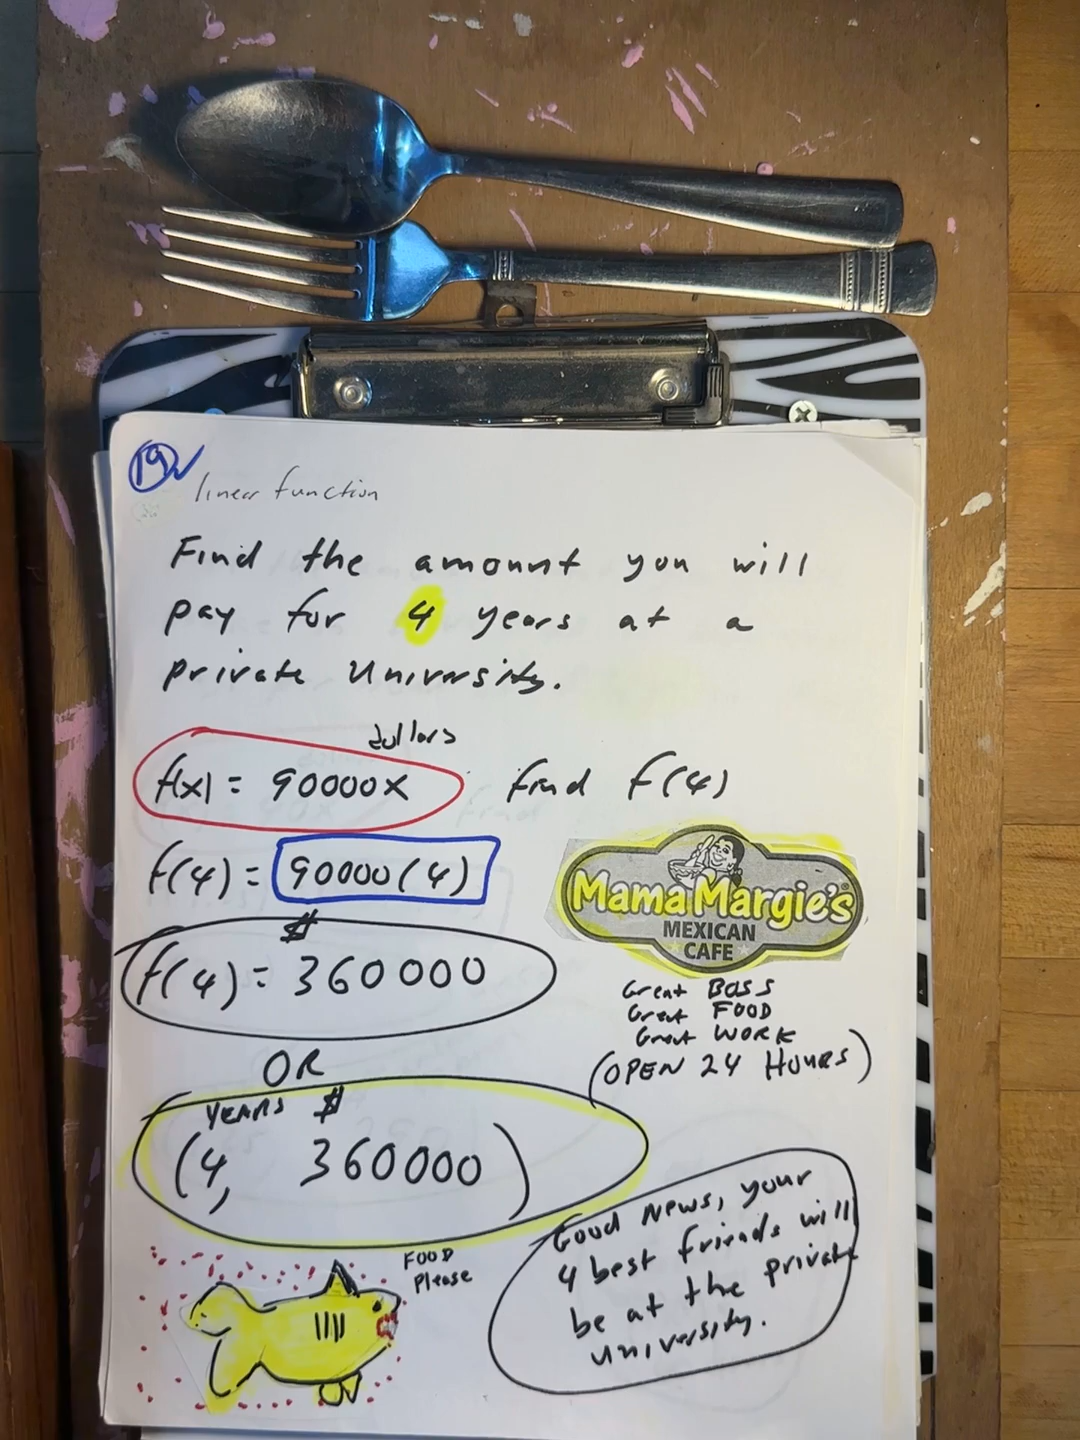 19
linear function
Find the amount you will
pay for 4 years at a
private University.
dollars
f(x) = 90000x find f(4)
f(4) = 90000(4)
$
f(4) = 360000
OR
YEARS $
(4, 360000)
Mama Margie's®
MEXICAN
CAFE
Great BOSS
Great FOOD
Great WORK
(OPEN 24 HOURS)
Good News, your
4 best friends will
be at the private
university.
FOOD
Please